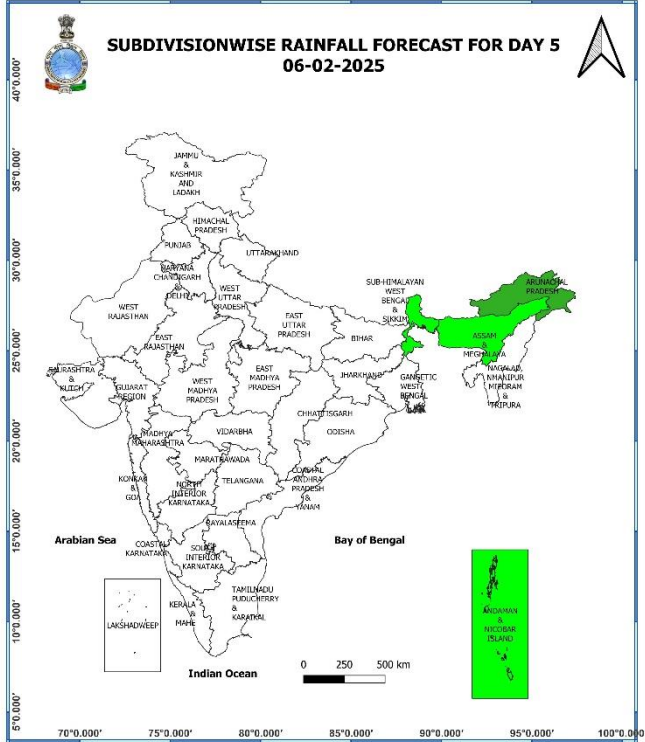 SUBDIVISIONWISE RAINFALL FORECAST FOR DAY 5
06-02-2025
40°0.000'
35°0.000'
30°0.000'
25°0.000'
20°0.000'
15°0.000'
10°0.000'
5°0.000'
JAMMU
&
KASHMIR
AND
LADAKH
HIMACHAL
PRADESH
PUNJAB
UTTARAKHAND
HARYANA
CHANDIGARH
&
DELHI
WEST
UTTAR
PRADESH
WEST
RAJASTHAN
EAST
RAJASTHAN
EAST
UTTAR
PRADESH
SUB-HIMALAYAN
WEST
BENGAL
&
SIKKIM
ARUNACHAL
PRADESH
BIHAR
ASSAM
&
MEGHALAYA
NAGALAD,
NMANIPUR
MIZORAM
&
TRIPURA
SAURASHTRA
&
KUTCH
GUJARAT
REGION
WEST
MADHYA
PRADESH
EAST
MADHYA
PRADESH
JHARKHAND
GANGETIC
WEST
BENGAL
CHHATTISGARH
ODISHA
MADHYA
MAHARASHTRA
VIDARBHA
MARATHWADA
KONKAN
&
GOA
NORTH
INTERIOR
KARNATAKA
TELANGANA
COASTAL
ANDHRA
PRADESH
&
YANAM
RAYALASEEMA
COASTAL
KARNATAKA
SOUTH
INTERIOR
KARNATAKA
Arabian Sea
Bay of Bengal
LAKSHADWEEP
KERALA
&
MAHE
TAMILNADU
PUDUCHERRY
&
KARAIKAL
ANDAMAN
&
NICOBAR
ISLAND
Indian Ocean
0 250 500 km
70°0.000' 75°0.000' 80°0.000' 85°0.000' 90°0.000' 95°0.000' 100°0.000'